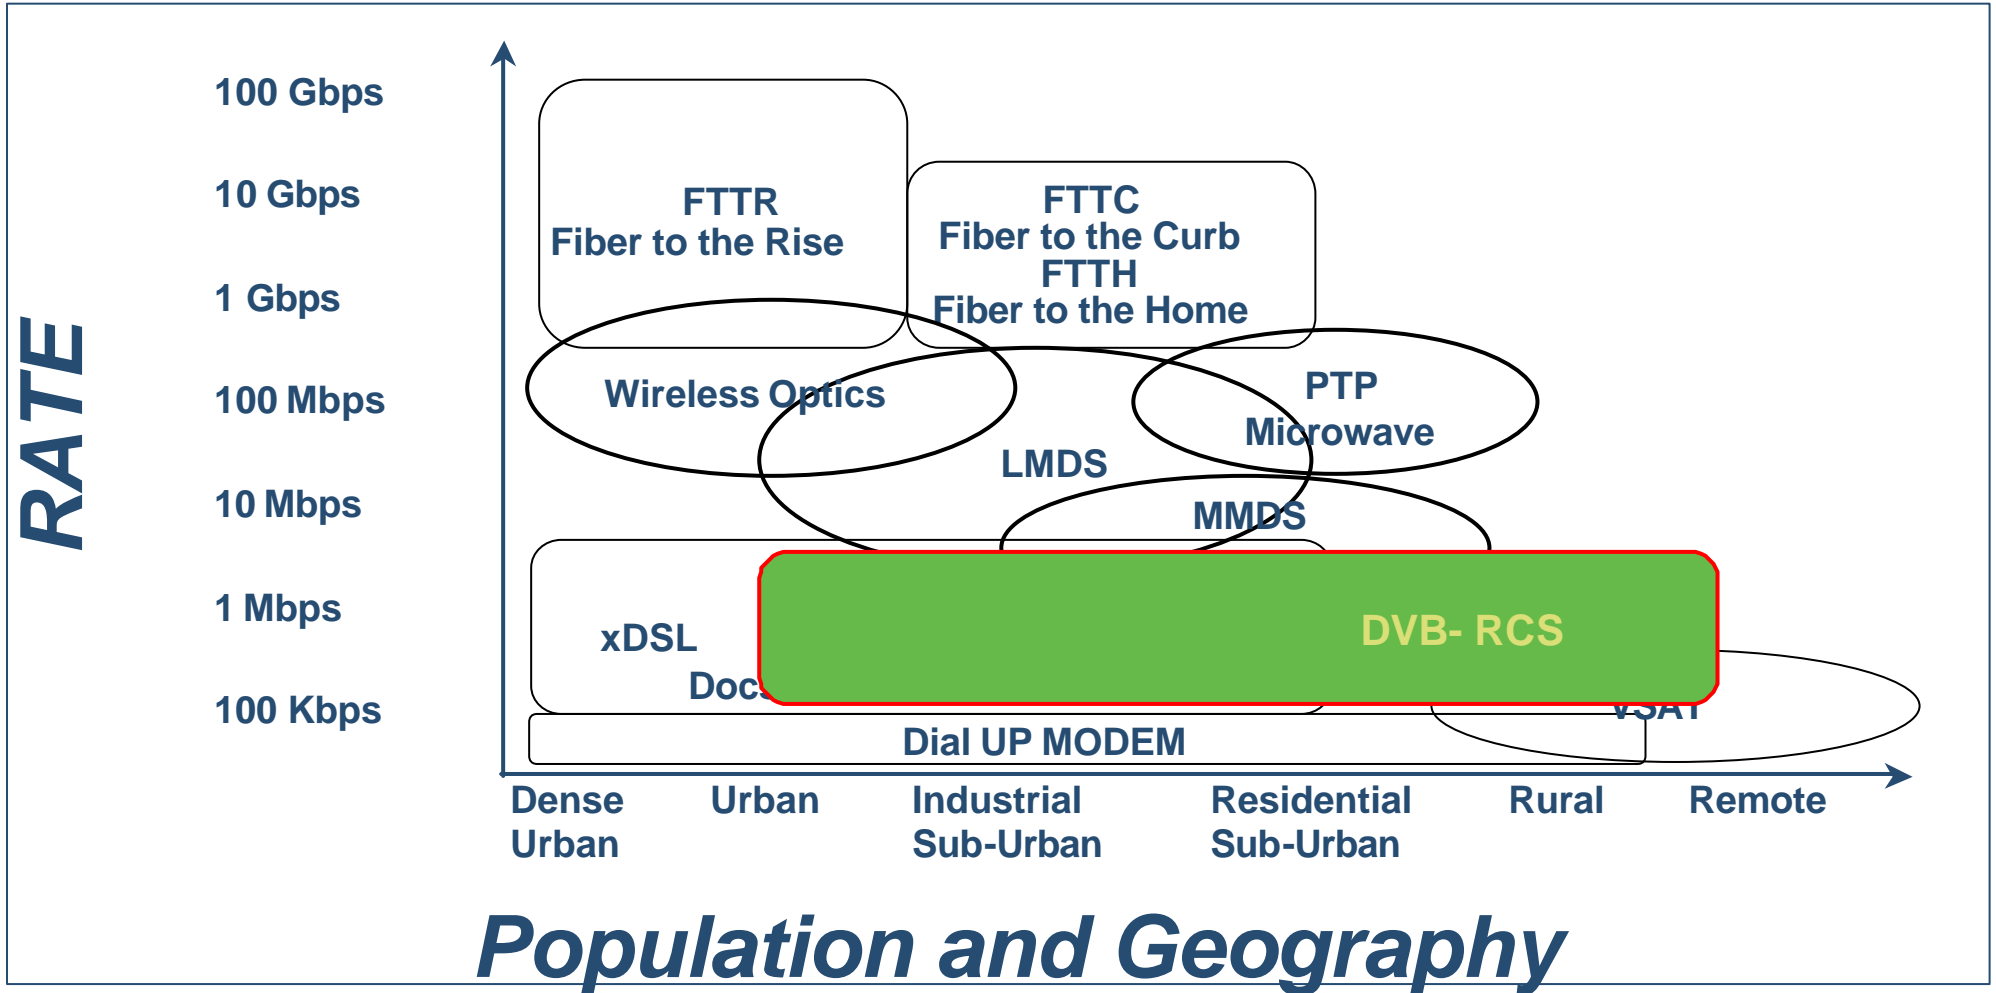 100 Gbps
10 Gbps
1 Gbps
100 Mbps
10 Mbps
1 Mbps
100 Kbps
RATE
FTTR
Fiber to the Rise
FTTC
Fiber to the Curb
FTTH
Fiber to the Home
Wireless Optics
PTP
Microwave
LMDS
MMDS
xDSL
DVB- RCS
VSAT
Dial UP MODEM
Dense
Urban
Urban
Industrial
Sub-Urban
Residential
Sub-Urban
Rural
Remote
Population and Geography